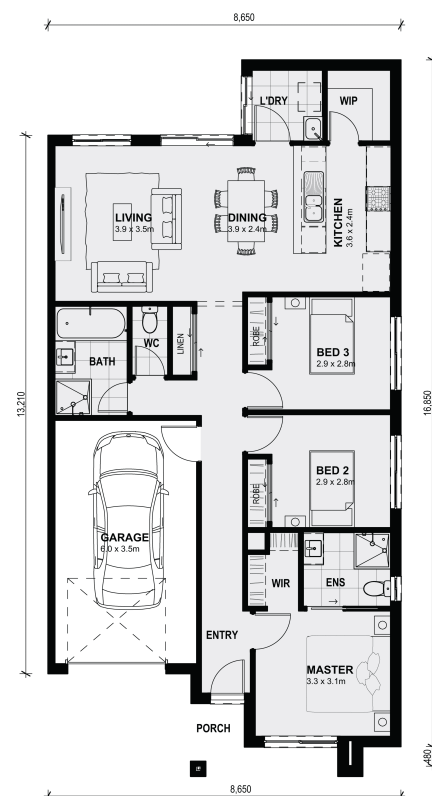 8,650
L'DRY
WIP
LIVING
3.9 x 3.5m
DINING
3.9 x 2.4m
KITCHEN
3.6 x 2.4m
13,210
16,850
BATH
WC
LINEN
ROBE
BED 3
2.9 x 2.8m
BED 2
2.9 x 2.8m
ROBE
GARAGE
6.0 x 3.5m
WIR
ENS
ENTRY
MASTER
3.3 x 3.1m
PORCH
480
8,650